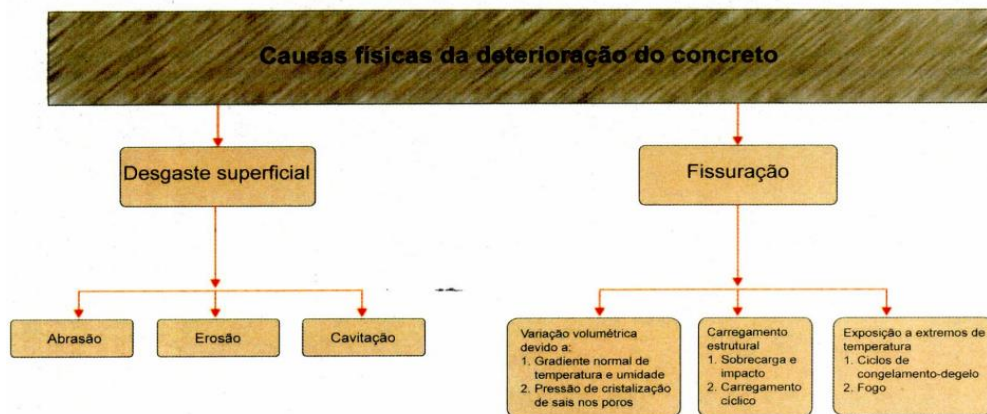 Causas físicas da deterioração do concreto
Desgaste superficial
Fissuração
Abrasão
Erosão
Cavitação
Variação volumétrica
devido a:
1. Gradiente normal de
temperatura e umidade
2. Pressão de cristalização
de sais nos poros
Carregamento
estrutural
1. Sobrecarga e
impacto
2. Carregamento
cíclico
Exposição a extremos de
temperatura
1. Ciclos de
congelamento-degelo
2. Fogo